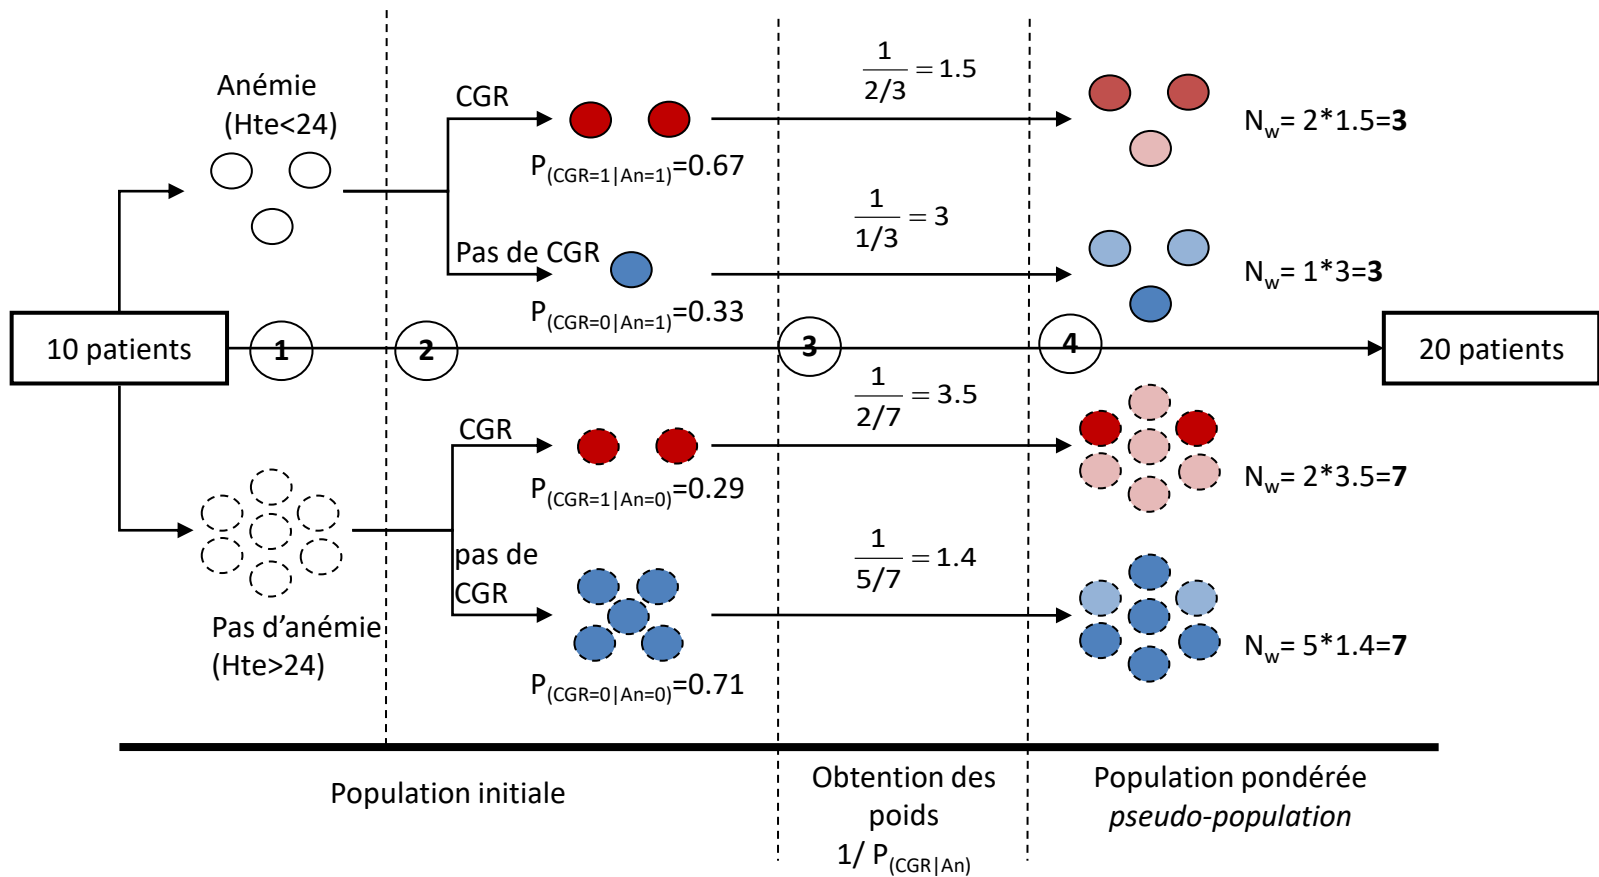 Anémie
(Hte<24)
CGR
P(CGR=1|An=1)=0.67
1
2/3
= 1.5
N_w= 2*1.5=3
Pas de CGR
P(CGR=0|An=1)=0.33
1
1/3
= 3
N_w= 1*3=3
10 patients
1
2
3
4
20 patients
CGR
P(CGR=1|An=0)=0.29
1
2/7
= 3.5
N_w= 2*3.5=7
pas de
CGR
P(CGR=0|An=0)=0.71
1
5/7
= 1.4
N_w= 5*1.4=7
Pas d’anémie
(Hte>24)
Population initiale
Obtention des
poids
1/ P(CGR|An)
Population pondérée
pseudo-population